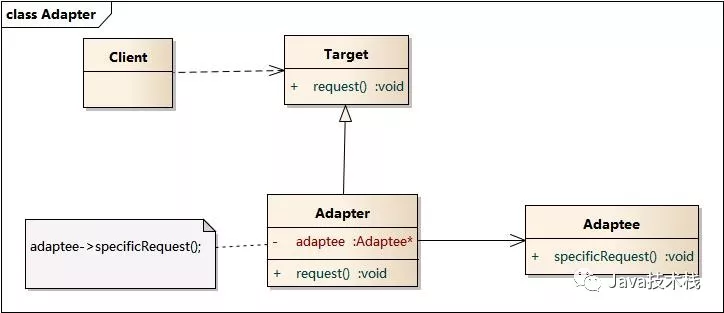 class Adapter
Client
Target
+ request() :void
Adapter
- adaptee :Adaptee*
+ request() :void
adaptee->specificRequest();
Adaptee
+ specificRequest() :void
Java技术栈